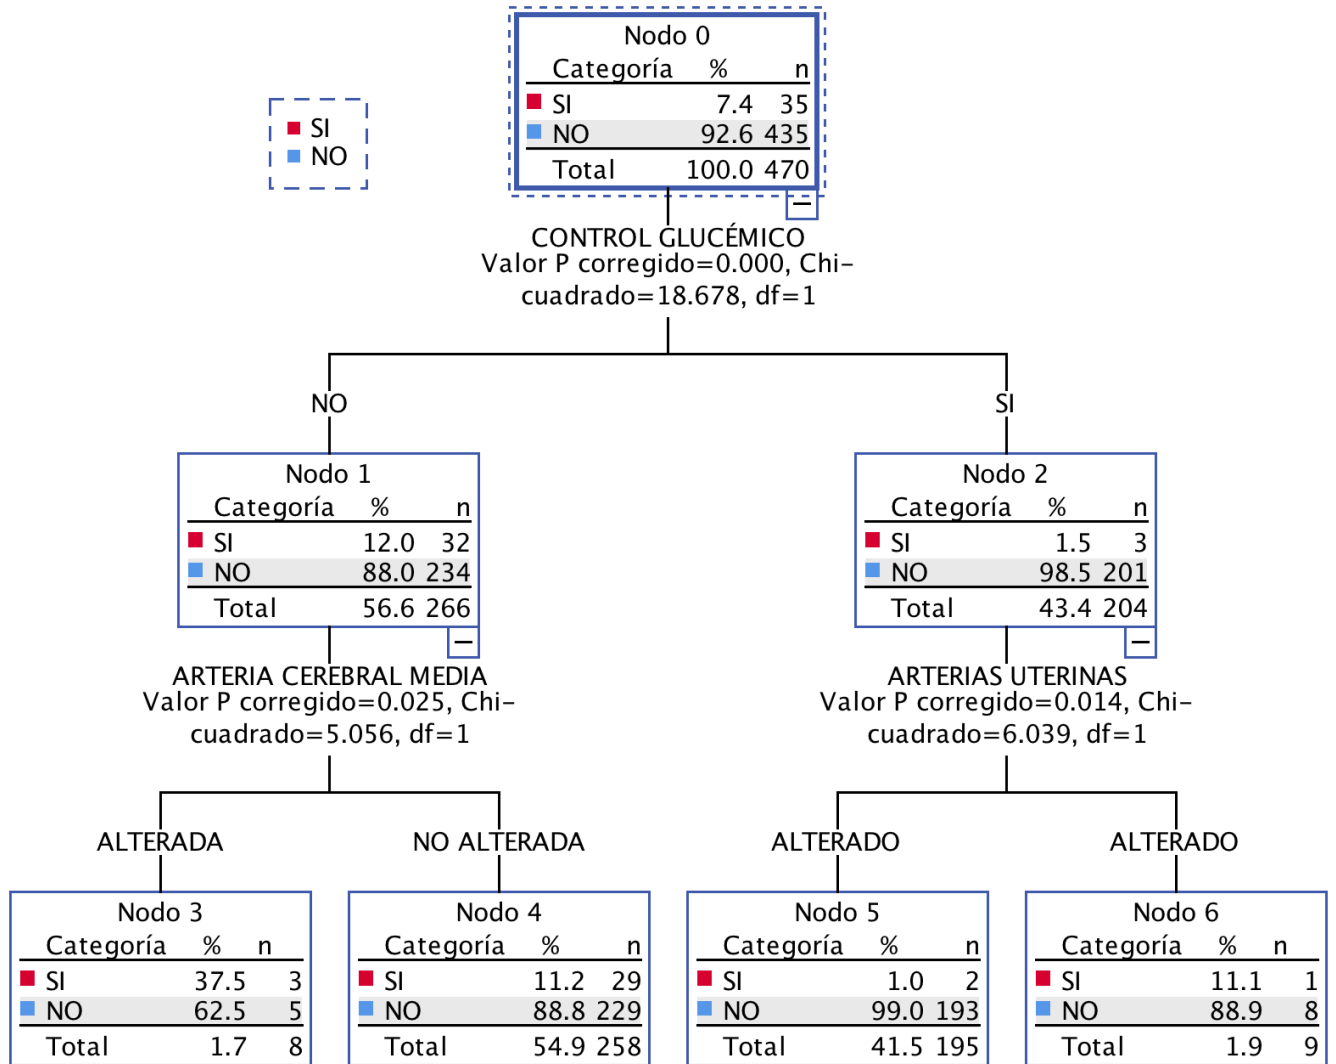 Nodo 0
Categoría % n
SI 7.4 35
NO 92.6 435
Total 100.0 470
SI
NO
CONTROL GLUCÉMICO
Valor P corregido=0.000, Chi-
cuadrado=18.678, df=1
NO
SI
Nodo 1
Categoría % n
SI 12.0 32
NO 88.0 234
Total 56.6 266
Nodo 2
Categoría % n
SI 1.5 3
NO 98.5 201
Total 43.4 204
ARTERIA CEREBRAL MEDIA
Valor P corregido=0.025, Chi-
cuadrado=5.056, df=1
ARTERIAS UTERINAS
Valor P corregido=0.014, Chi-
cuadrado=6.039, df=1
ALTERADA
NO ALTERADA
ALTERADO
ALTERADO
Nodo 3
Categoría % n
SI 37.5 3
NO 62.5 5
Total 1.7 8
Nodo 4
Categoría % n
SI 11.2 29
NO 88.8 229
Total 54.9 258
Nodo 5
Categoría % n
SI 1.0 2
NO 99.0 193
Total 41.5 195
Nodo 6
Categoría % n
SI 11.1 1
NO 88.9 8
Total 1.9 9